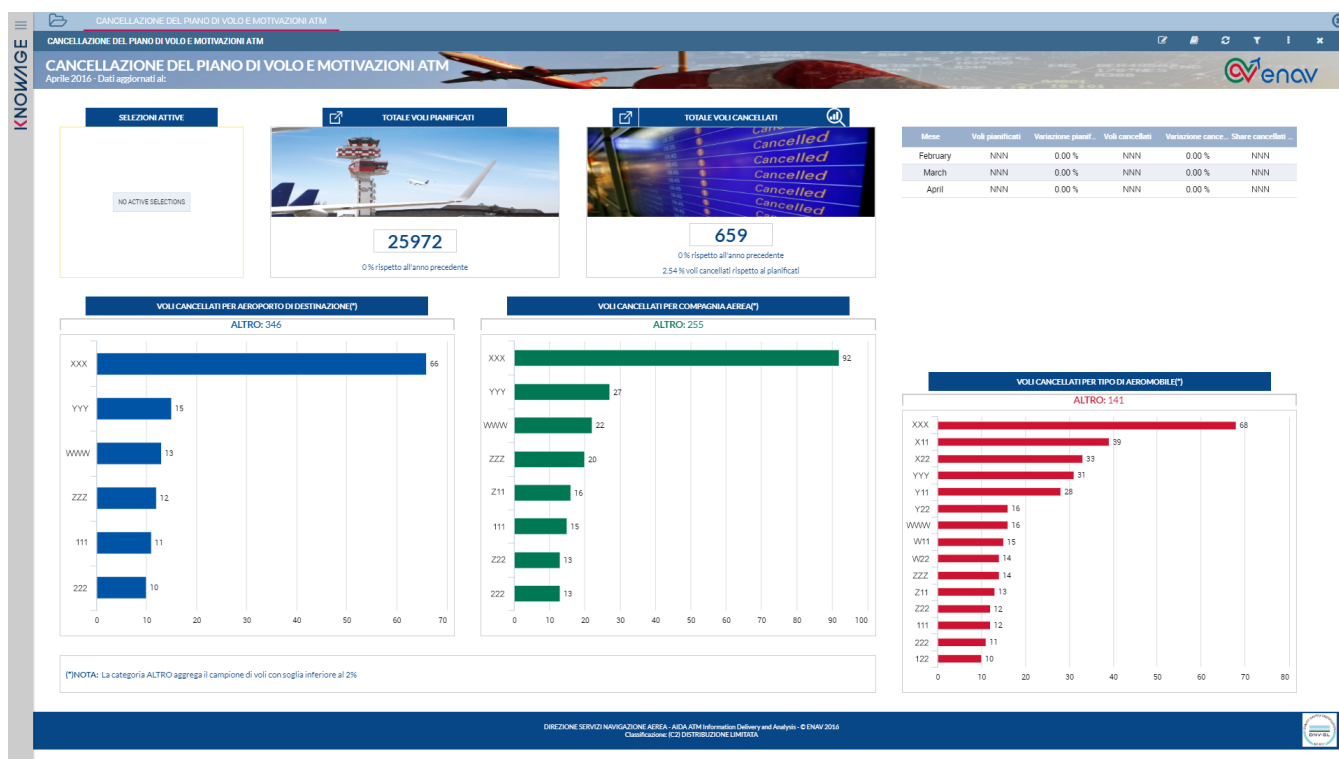 CANCELLAZIONE DEL PIANO DI VOLO E MOTIVAZIONI ATM
KNOWAGE
CANCELLAZIONE DEL PIANO DI VOLO E MOTIVAZIONI ATM
CANCELLAZIONE DEL PIANO DI VOLO E MOTIVAZIONI ATM
Aprile 2016 - Dati aggiornati al:
enav
SELEZIONI ATTIVE
NO ACTIVE SELECTIONS
TOTALE VOLI PIANIFICATI
25972
0 % rispetto all'anno precedente
TOTALE VOLI CANCELLATI
Cancelled
Cancelled
Cancelled
Cancelled
Cancelled
Cancelled
659
0 % rispetto all'anno precedente
2.54 % voli cancellati rispetto ai pianificati
Mese Voli pianificati Variazione pianif... Voli cancellati Variazione cance... Share cancellati ...
February NNN 0.00 % NNN 0.00 % NNN
March NNN 0.00 % NNN 0.00 % NNN
April NNN 0.00 % NNN 0.00 % NNN
VOLI CANCELLATI PER AEROPORTO DI DESTINAZIONE(*)
ALTRO: 346
XXX 66
YYY 15
WWW 13
ZZZ 12
111 11
222 10
0 10 20 30 40 50 60 70
VOLI CANCELLATI PER COMPAGNIA AEREA(*)
ALTRO: 255
XXX 92
YYY 27
WWW 22
ZZZ 20
Z11 16
111 15
Z22 13
222 13
0 10 20 30 40 50 60 70 80 90 100
VOLI CANCELLATI PER TIPO DI AEROMOBILE(*)
ALTRO: 141
XXX 68
X11 39
X22 33
YYY 31
Y11 28
Y22 16
WWW 16
W11 15
W22 14
ZZZ 14
Z11 13
Z22 12
111 12
222 11
122 10
0 10 20 30 40 50 60 70 80
(*)NOTA: La categoria ALTRO aggrega il campione di voli con soglia inferiore al 2%
DIREZIONE SERVIZI NAVIGAZIONE AEREA - AIDA ATM Information Delivery and Analysis - © ENAV 2016
Classificazione: (C2) DISTRIBUZIONE LIMITATA
DNV·GL